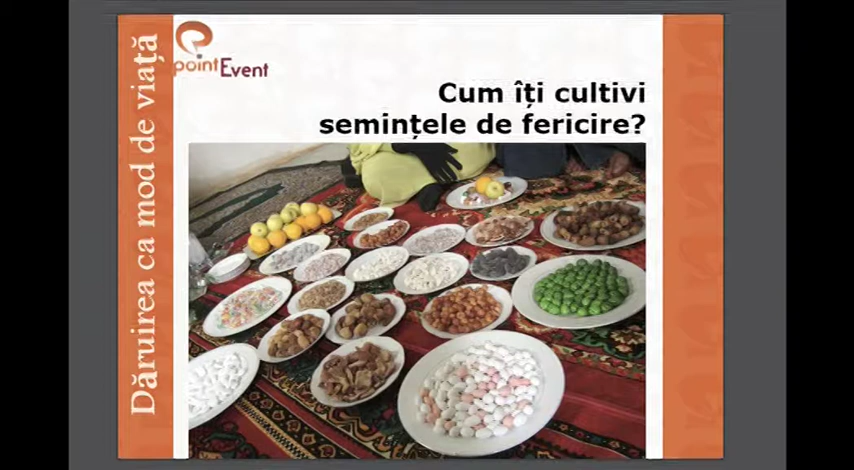 Dăruirea ca mod de viață
pointEvent
Cum îți cultivi
semințele de fericire?